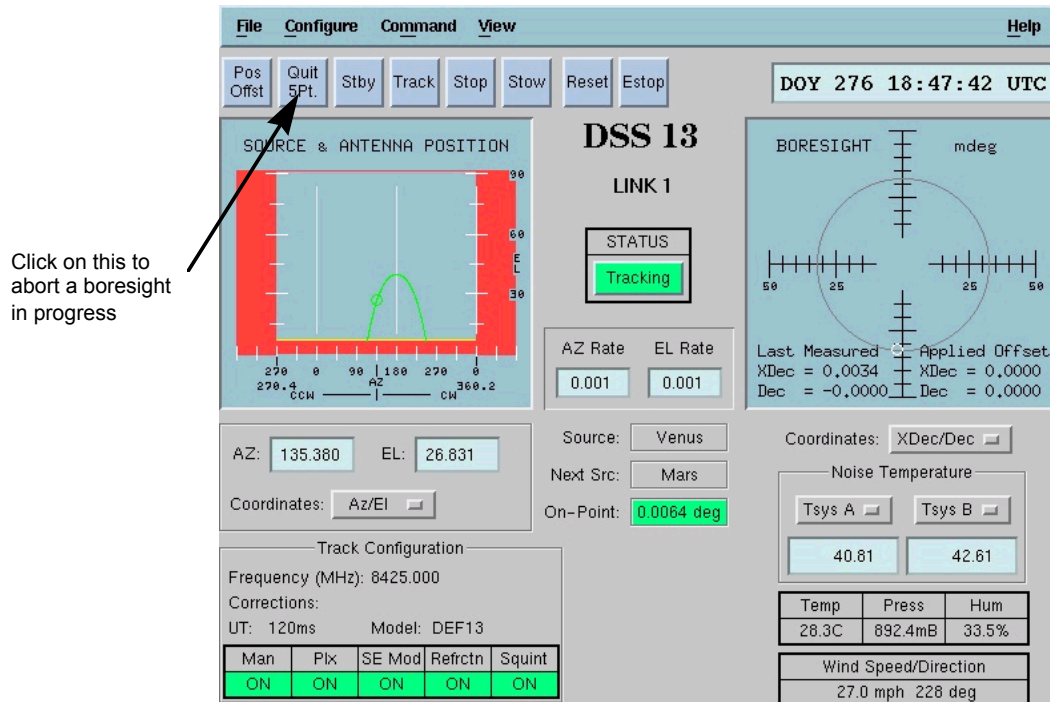 File Configure Command View Help
Pos Offst
Quit 5Pt.
Stby Track Stop Stow Reset Estop
DOY 276 18:47:42 UTC
Click on this to
abort a boresight
in progress
SOURCE & ANTENNA POSITION
90
60
EL
30
270 0 90 180 270 0
270.4 AZ 360.2
CCW CW
DSS 13
LINK 1
STATUS
Tracking
AZ Rate EL Rate
0.001 0.001
BORESIGHT mdeg
50 25 25 50
Last Measured Applied Offset
XDec = 0.0034 XDec = 0.0000
Dec = -0.0000 Dec = 0.0000
AZ: 135.380 EL: 26.831
Coordinates: Az/El
Source: Venus
Next Src: Mars
On-Point: 0.0064 deg
Coordinates: XDec/Dec
Noise Temperature
Tsys A Tsys B
40.81 42.61
Track Configuration
Frequency (MHz): 8425.000
Corrections:
UT: 120ms Model: DEF13
Man Plx SE Mod Refrctn Squint
ON ON ON ON ON
Temp Press Hum
28.3C 892.4mB 33.5%
Wind Speed/Direction
27.0 mph 228 deg